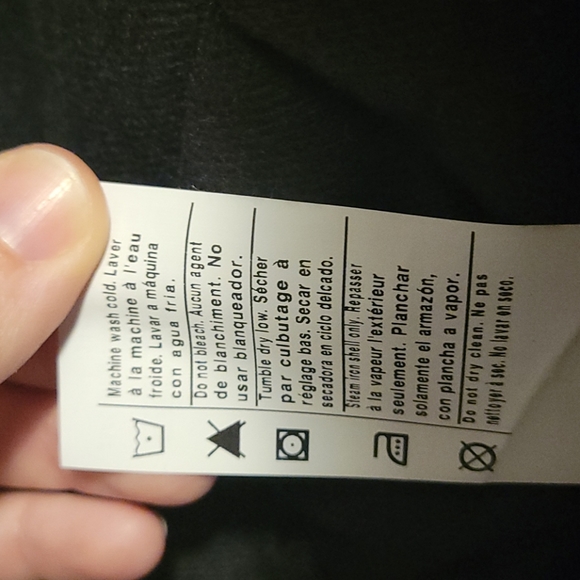 Machine wash cold. Laver
à la machine à l'eau
froide. Lavar a máquina
con agua fria.
Do not bleach. Aucun agent
de blanchiment. No
usar blanqueador.
Tumble dry low. Sècher
par culbutage à
réglage bas. Secar en
secadora en ciclo delcado.
Steam iron shell only. Repasser
à la vapeur l'extérieur
seulement. Planchar
solamente el armazón,
con plancha a vapor.
Do not dry clean. Ne pas
nettoyer à sec. No lavar en seco.